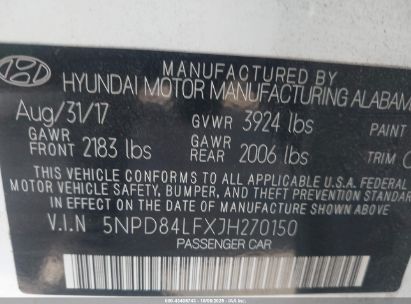 MANUFACTURED BY
HYUNDAI MOTOR MANUFACTURING ALABAM
Aug/31/17 GVWR 3924 lbs PAINT
GAWR FRONT 2183 lbs GAWR REAR 2006 lbs TRIM
THIS VEHICLE CONFORMS TO ALL APPLICABLE U.S.A. FEDERAL
MOTOR VEHICLE SAFETY, BUMPER, AND THEFT PREVENTION STANDAR
IN EFFECT ON THE DATE OF MANUFACTURE SHOWN ABOVE.
V.I.N 5NPD84LFXJH270150
PASSENGER CAR